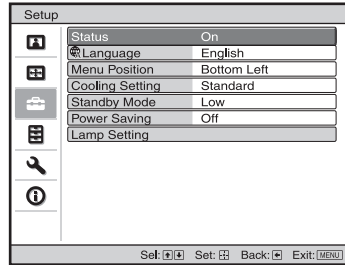 Setup
Status On
Language English
Menu Position Bottom Left
Cooling Setting Standard
Standby Mode Low
Power Saving Off
Lamp Setting
Sel: Set: Back: Exit: MENU